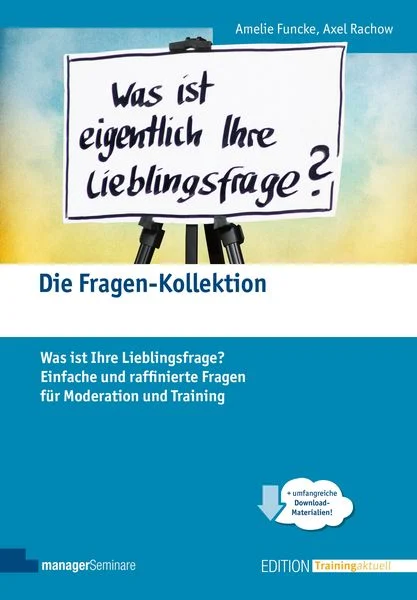 Amelie Funcke, Axel Rachow
Was ist
eigentlich Ihre
Lieblingsfrage?
Die Fragen-Kollektion
Was ist Ihre Lieblingsfrage?
Einfache und raffinierte Fragen
für Moderation und Training
+ umfangreiche
Download-
Materialien!
managerSeminare
EDITION Trainingaktuell